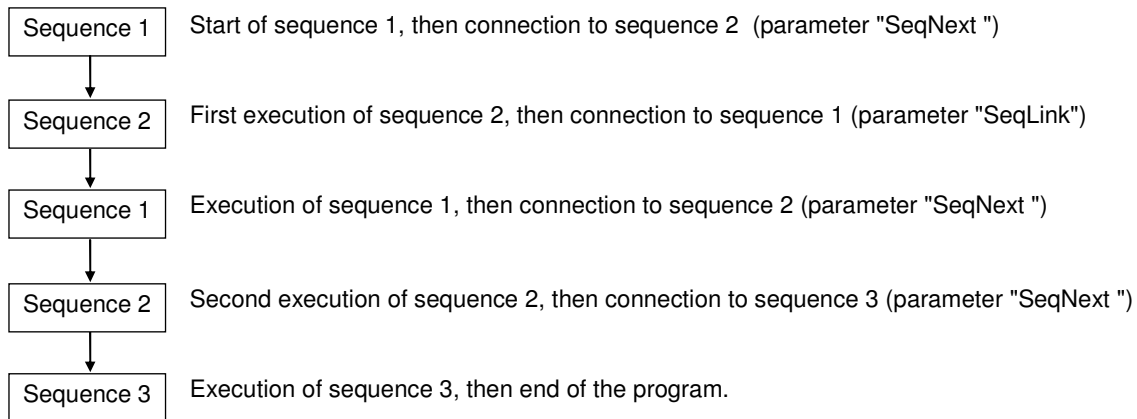 Sequence 1 Start of sequence 1, then connection to sequence 2 (parameter "SeqNext ")
Sequence 2 First execution of sequence 2, then connection to sequence 1 (parameter "SeqLink")
Sequence 1 Execution of sequence 1, then connection to sequence 2 (parameter "SeqNext ")
Sequence 2 Second execution of sequence 2, then connection to sequence 3 (parameter "SeqNext ")
Sequence 3 Execution of sequence 3, then end of the program.